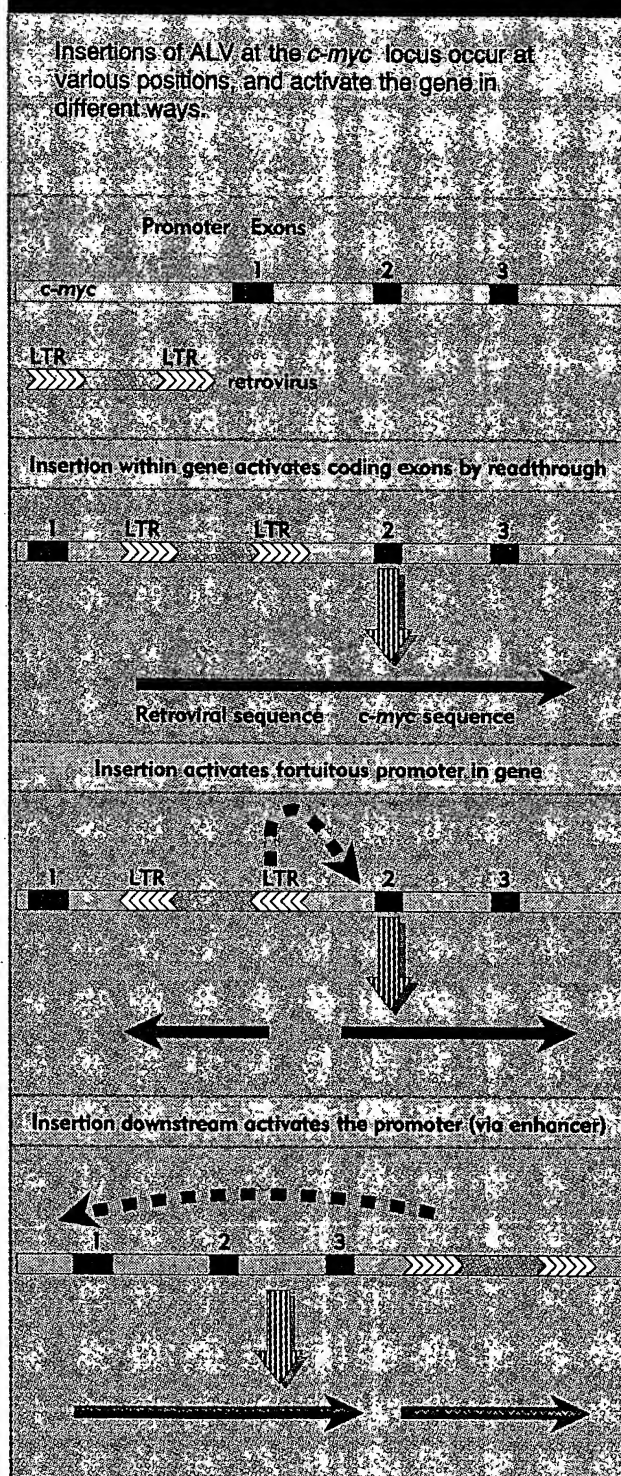 Insertions of ALV at the c-myc locus occur at
various positions, and activate the gene in
different ways.
Promoter Exons
1 2 3
c-myc
LTR LTR
retrovirus
Insertion within gene activates coding exons by readthrough
1 LTR LTR 2 3
Retroviral sequence c-myc sequence
Insertion activates fortuitous promoter in gene
1 LTR LTR 2 3
Insertion downstream activates the promoter (via enhancer)
1 2 3